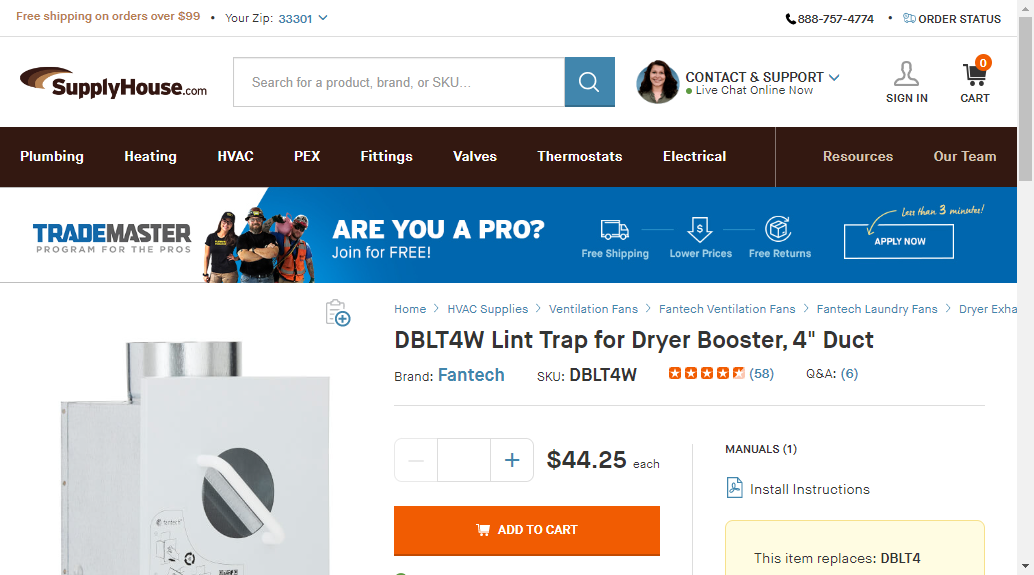 Free shipping on orders over $99 • Your Zip: 33301
888-757-4774 • ORDER STATUS
SupplyHouse.com
Search for a product, brand, or SKU...
CONTACT & SUPPORT
Live Chat Online Now
SIGN IN
0
CART
Plumbing Heating HVAC PEX Fittings Valves Thermostats Electrical Resources Our Team
TRADEMASTER
PROGRAM FOR THE PROS
ARE YOU A PRO?
Join for FREE!
Free Shipping
Lower Prices
Free Returns
Less than 3 minutes!
APPLY NOW
Home > HVAC Supplies > Ventilation Fans > Fantech Ventilation Fans > Fantech Laundry Fans > Dryer Exha
DBLT4W Lint Trap for Dryer Booster, 4" Duct
Brand: Fantech SKU: DBLT4W (58) Q&A: (6)
$44.25 each
ADD TO CART
MANUALS (1)
Install Instructions
This item replaces: DBLT4
fantech